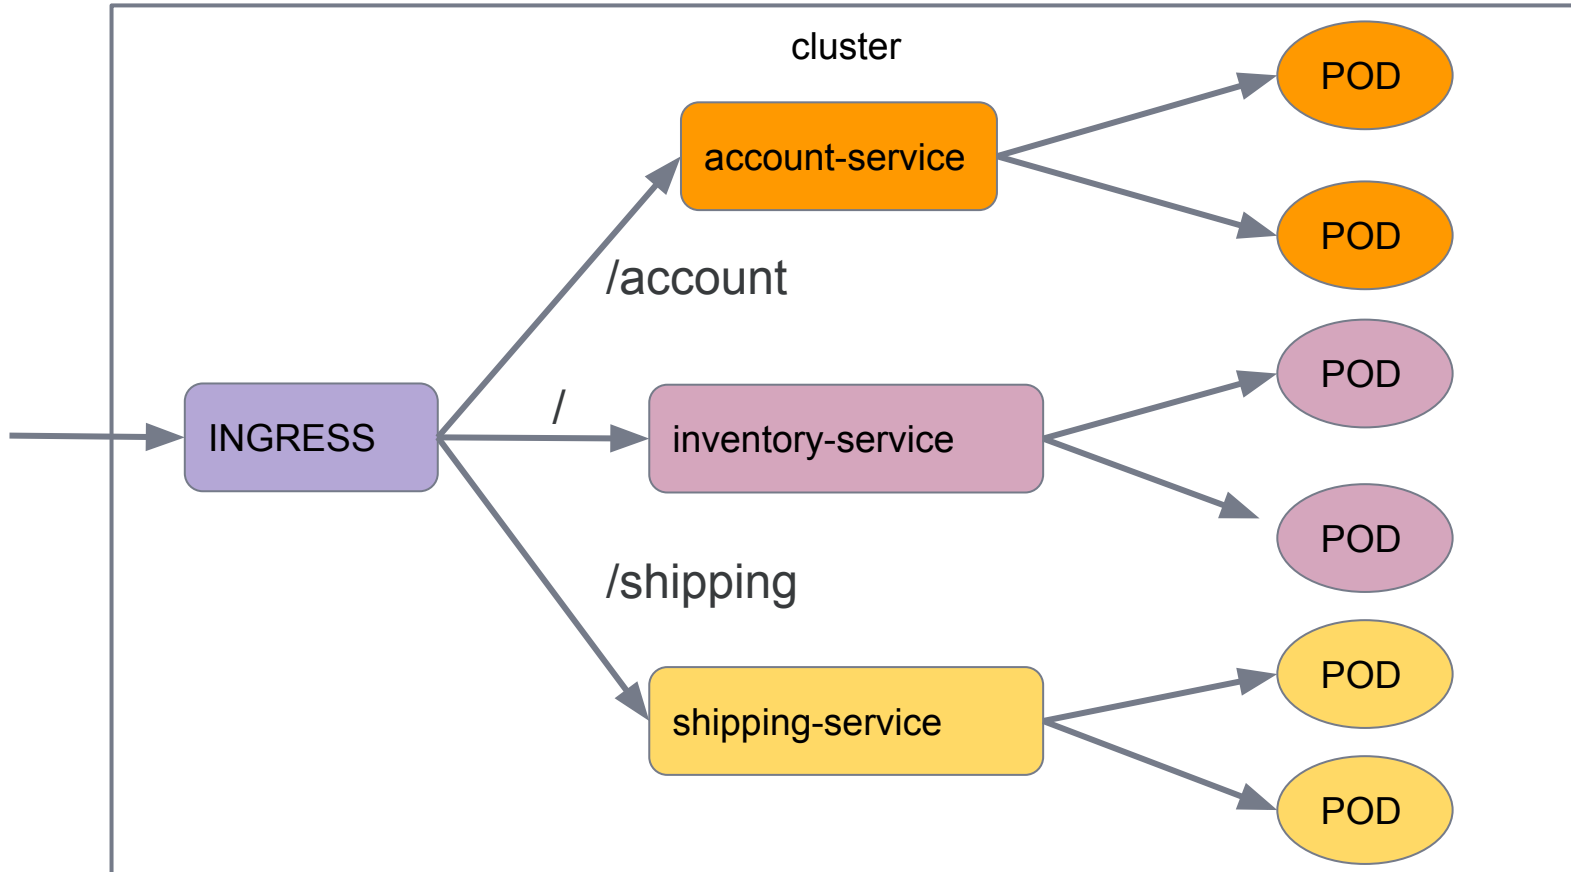 cluster
POD
account-service
POD
/account
POD
/
INGRESS
inventory-service
POD
/shipping
POD
shipping-service
POD